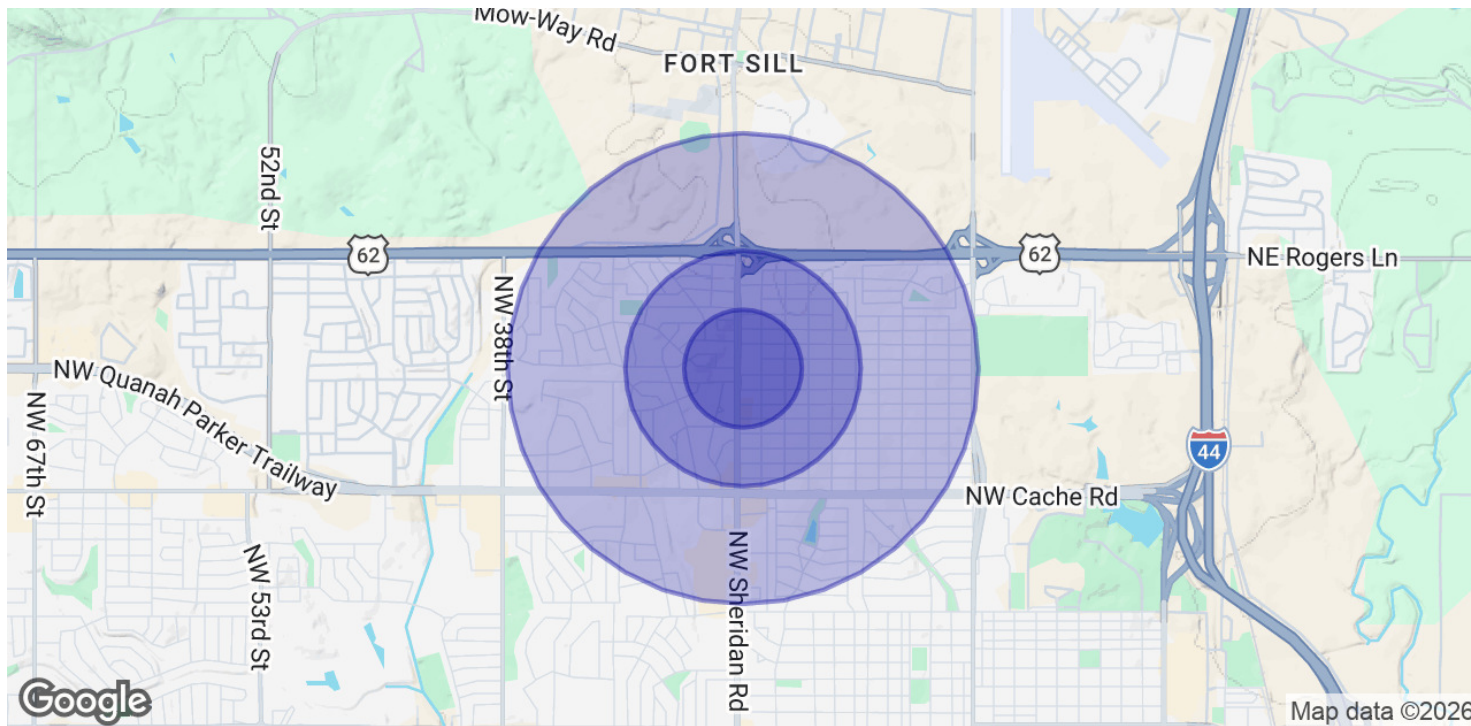 Mow-Way Rd
FORT SILL
52nd St
62
62
NE Rogers Ln
NW 38th St
NW Quanah Parker Trailway
NW 67th St
44
NW Cache Rd
NW 53rd St
NW Sheridan Rd
Google
Map data ©2026